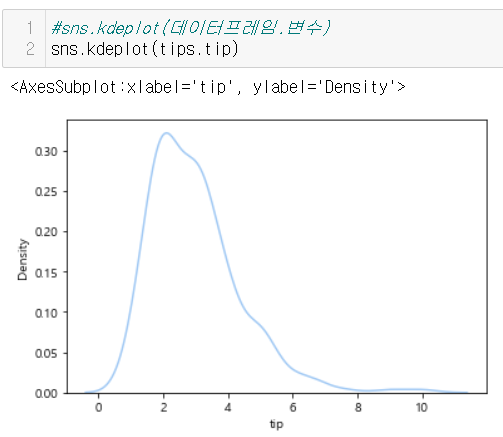 1 #sns.kdeplot(데이터프레임.변수)
2 sns.kdeplot(tips.tip)
<AxesSubplot:xlabel='tip', ylabel='Density'>
0.30
0.25
0.20
0.15
0.10
0.05
0.00
Density
0 2 4 6 8 10
tip